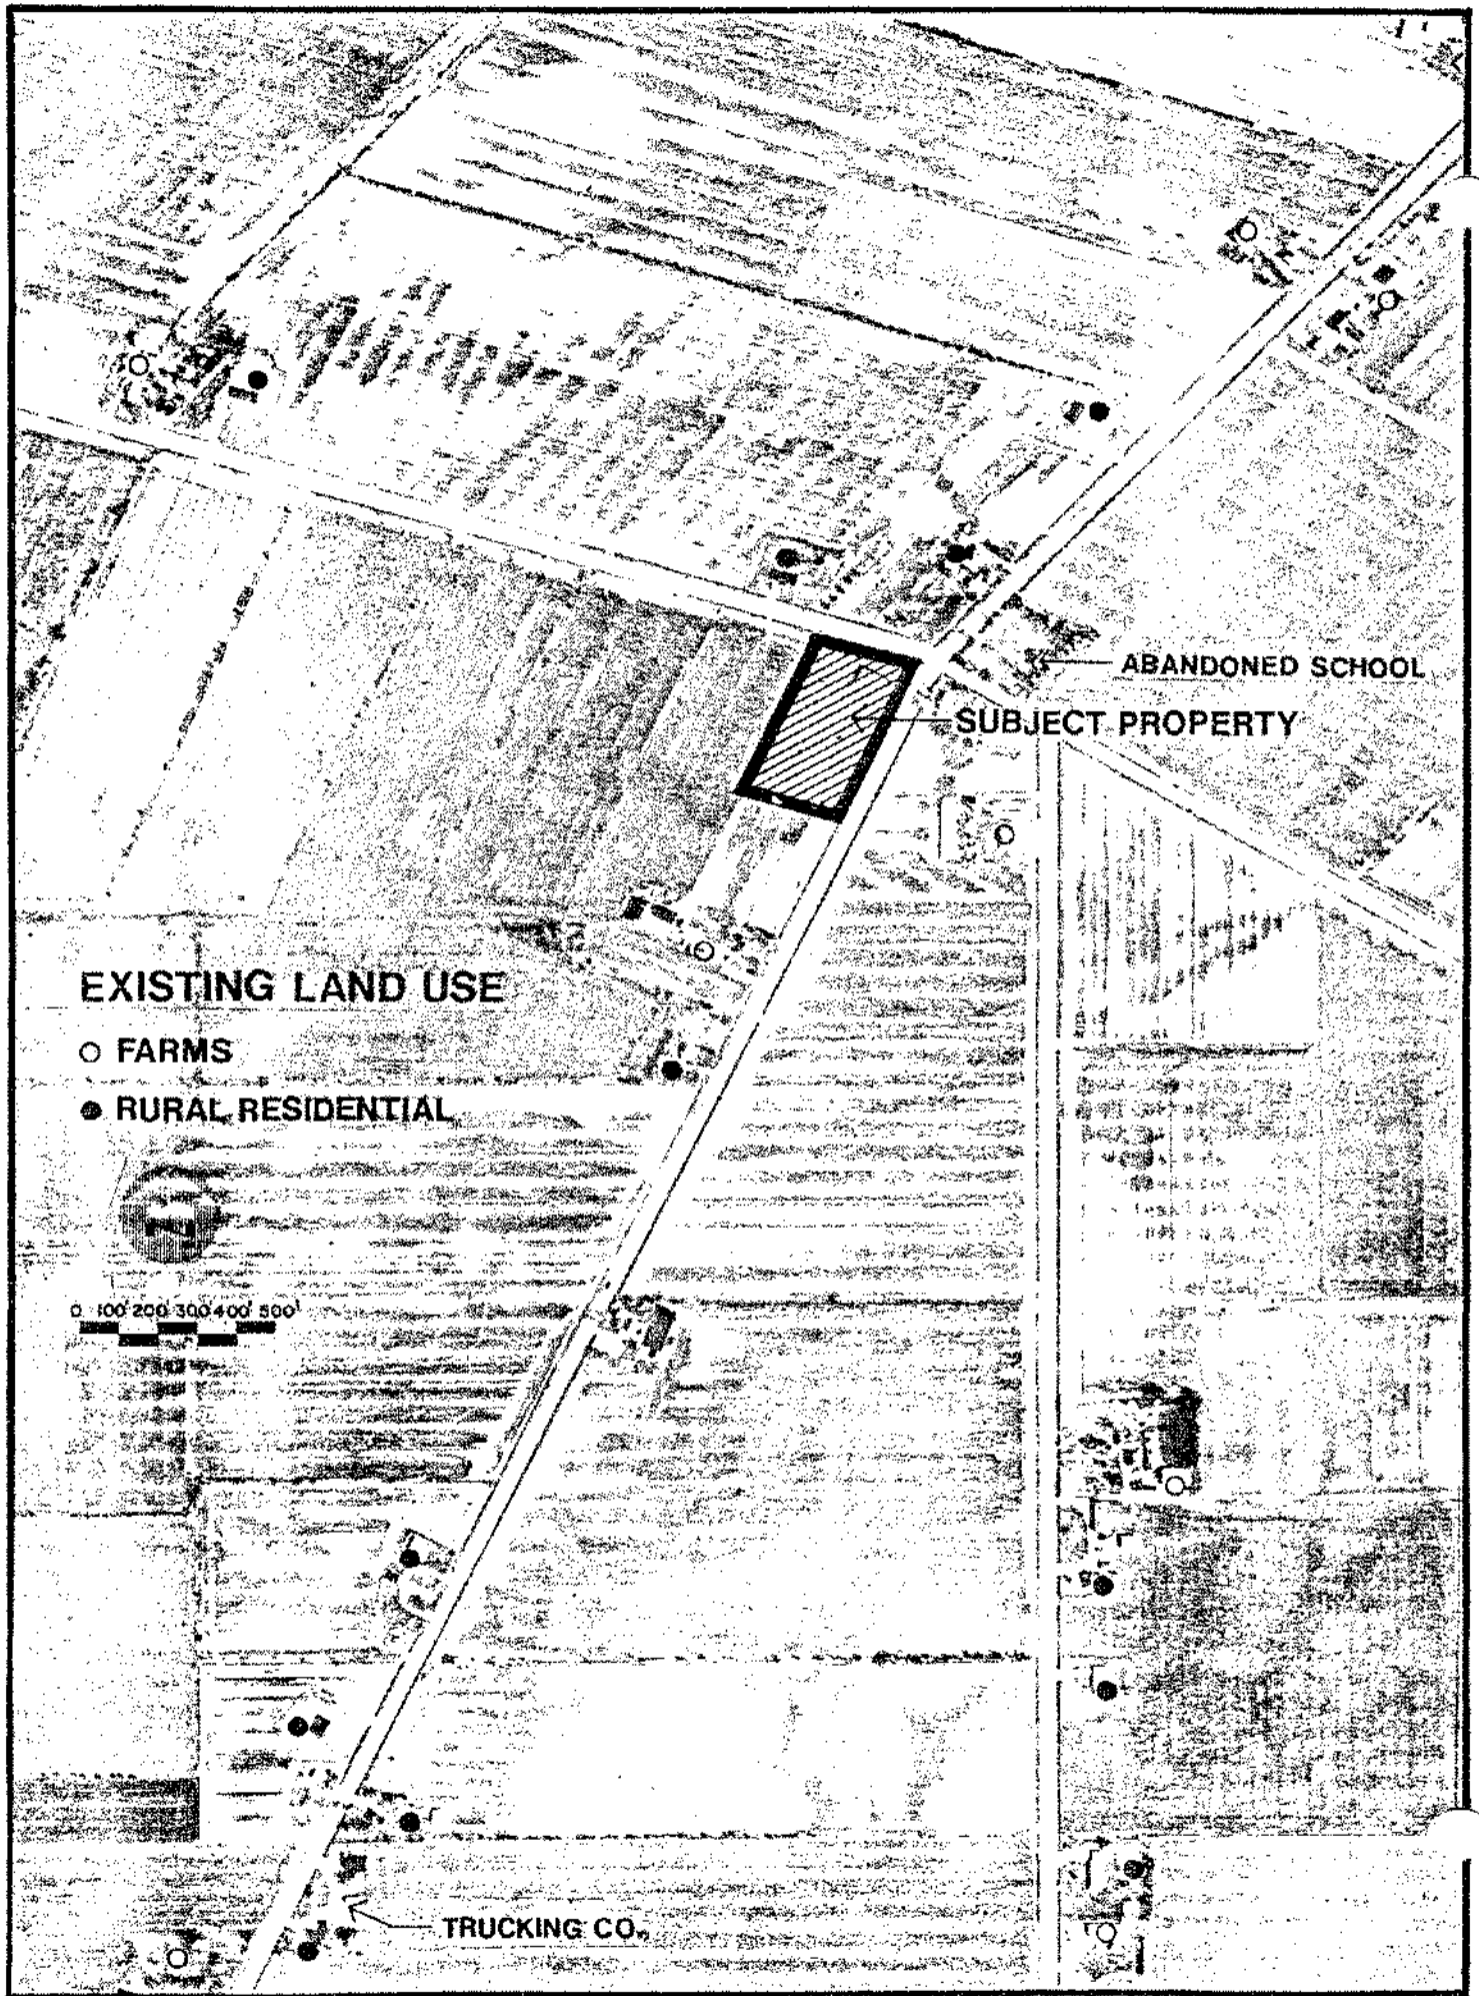 ABANDONED SCHOOL
SUBJECT PROPERTY
EXISTING LAND USE
FARMS
RURAL RESIDENTIAL
N
0 100' 200 300 400' 500'
TRUCKING CO.